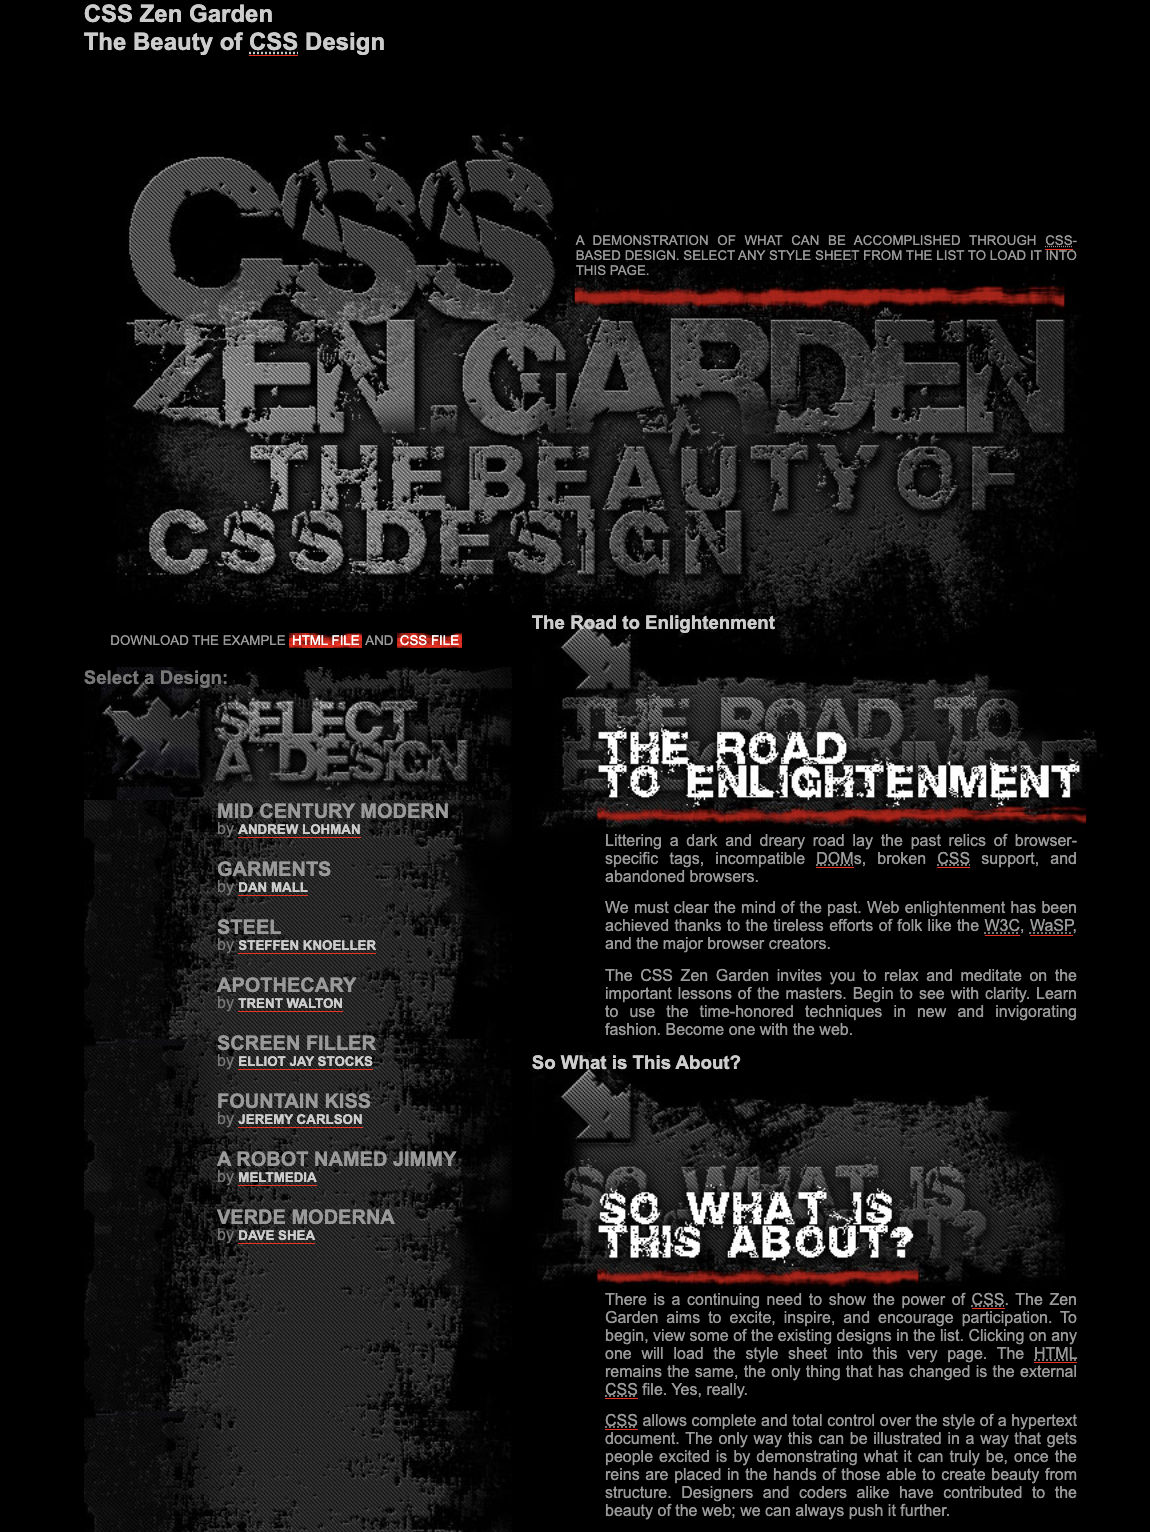 CSS Zen Garden
The Beauty of CSS Design
CSS
A DEMONSTRATION OF WHAT CAN BE ACCOMPLISHED THROUGH CSS-
BASED DESIGN. SELECT ANY STYLE SHEET FROM THE LIST TO LOAD IT INTO
THIS PAGE.
ZEN.GARDEN
THE BEAUTY OF
CSS DESIGN
DOWNLOAD THE EXAMPLE HTML FILE AND CSS FILE
Select a Design:
SELECT
A DESIGN
MID CENTURY MODERN
by ANDREW LOHMAN
GARMENTS
by DAN MALL
STEEL
by STEFFEN KNOELLER
APOTHECARY
by TRENT WALTON
SCREEN FILLER
by ELLIOT JAY STOCKS
FOUNTAIN KISS
by JEREMY CARLSON
A ROBOT NAMED JIMMY
by MELTMEDIA
VERDE MODERNA
by DAVE SHEA
The Road to Enlightenment
THE ROAD TO
ENLIGHTENMENT
THE ROAD
TO ENLIGHTENMENT
Littering a dark and dreary road lay the past relics of browser-
specific tags, incompatible DOMs, broken CSS support, and
abandoned browsers.
We must clear the mind of the past. Web enlightenment has been
achieved thanks to the tireless efforts of folk like the W3C, WaSP,
and the major browser creators.
The CSS Zen Garden invites you to relax and meditate on the
important lessons of the masters. Begin to see with clarity. Learn
to use the time-honored techniques in new and invigorating
fashion. Become one with the web.
So What is This About?
SO WHAT IS
THIS ABOUT?
SO WHAT IS
THIS ABOUT?
There is a continuing need to show the power of CSS. The Zen
Garden aims to excite, inspire, and encourage participation. To
begin, view some of the existing designs in the list. Clicking on any
one will load the style sheet into this very page. The HTML
remains the same, the only thing that has changed is the external
CSS file. Yes, really.
CSS allows complete and total control over the style of a hypertext
document. The only way this can be illustrated in a way that gets
people excited is by demonstrating what it can truly be, once the
reins are placed in the hands of those able to create beauty from
structure. Designers and coders alike have contributed to the
beauty of the web; we can always push it further.